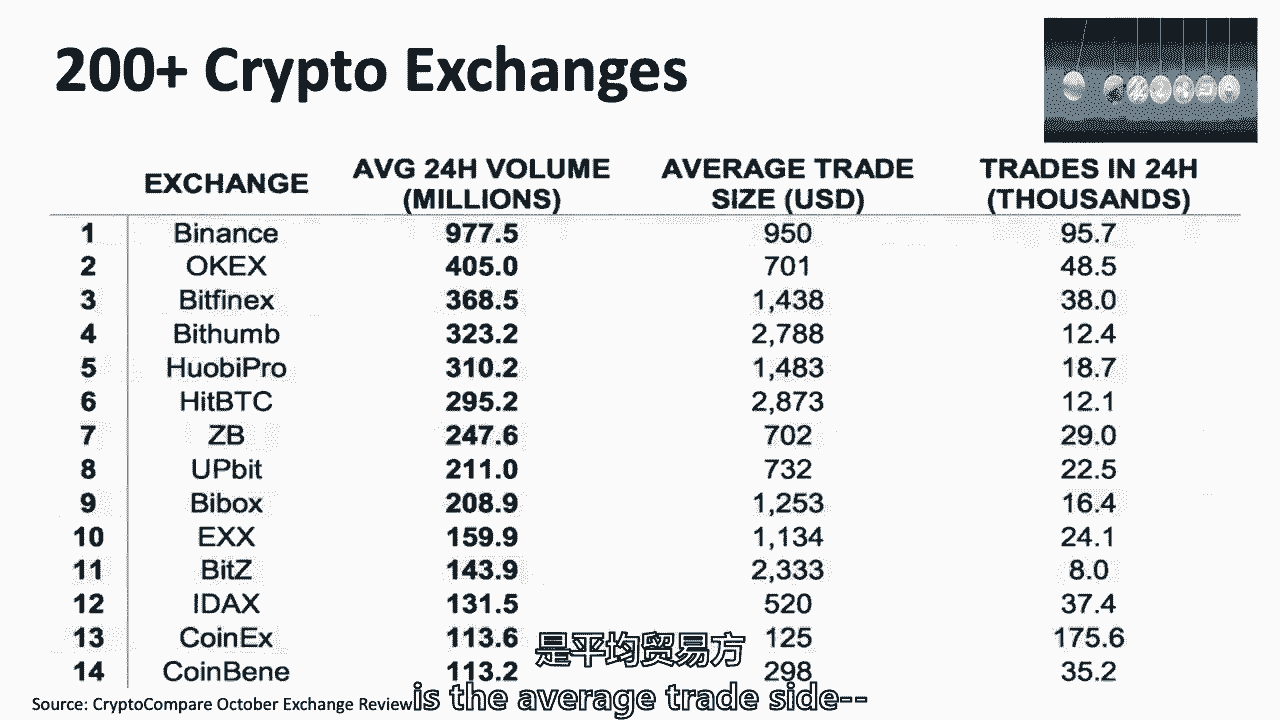 200+ Crypto Exchanges
EXCHANGE AVG 24H VOLUME (MILLIONS) AVERAGE TRADE SIZE (USD) TRADES IN 24H (THOUSANDS)
1 Binance 977.5 950 95.7
2 OKEX 405.0 701 48.5
3 Bitfinex 368.5 1,438 38.0
4 Bithumb 323.2 2,788 12.4
5 HuobiPro 310.2 1,483 18.7
6 HitBTC 295.2 2,873 12.1
7 ZB 247.6 702 29.0
8 UPbit 211.0 732 22.5
9 Bibox 208.9 1,253 16.4
10 EXX 159.9 1,134 24.1
11 BitZ 143.9 2,333 8.0
12 IDAX 131.5 520 37.4
13 CoinEx 113.6 125 175.6
14 CoinBene 113.2 298 35.2
是平均贸易方
Source: CryptoCompare October Exchange Review
is the average trade side--